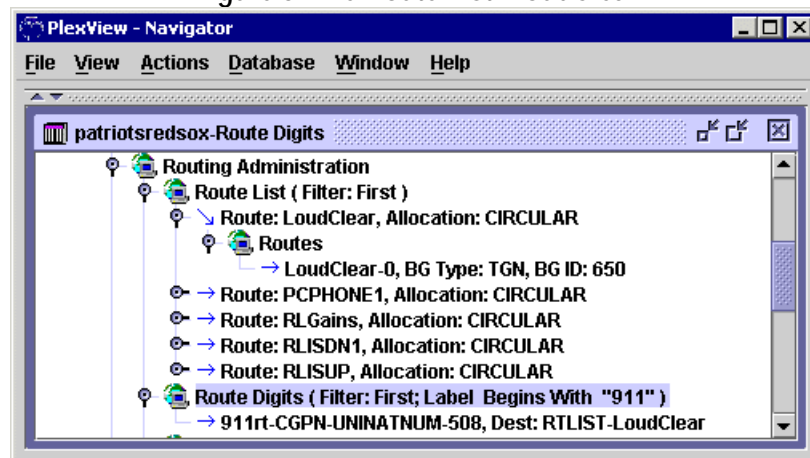 PlexView - Navigator
File View Actions Database Window Help
patriotsredsox-Route Digits
Routing Administration
Route List ( Filter: First )
Route: LoudClear, Allocation: CIRCULAR
Routes
LoudClear-0, BG Type: TGN, BG ID: 650
Route: PCPHONE1, Allocation: CIRCULAR
Route: RLGains, Allocation: CIRCULAR
Route: RLISDN1, Allocation: CIRCULAR
Route: RLISUP, Allocation: CIRCULAR
Route Digits ( Filter: First; Label Begins With "911" )
911rt-CGPN-UNINATNUM-508, Dest: RTLIST-LoudClear